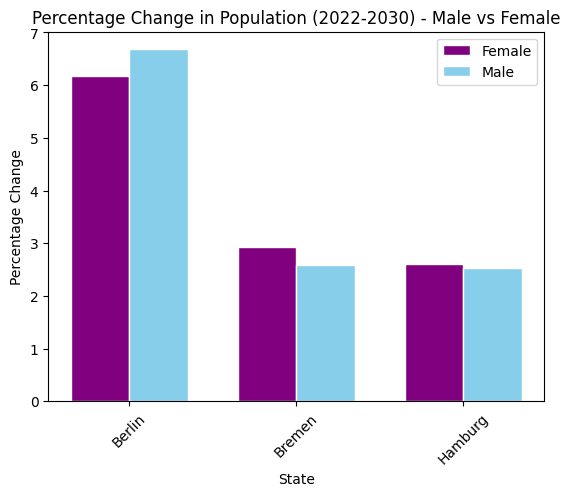 Percentage Change in Population (2022-2030) - Male vs Female
Female
Male
7
6
5
4
3
2
1
0
Percentage Change
Berlin
Bremen
Hamburg
State